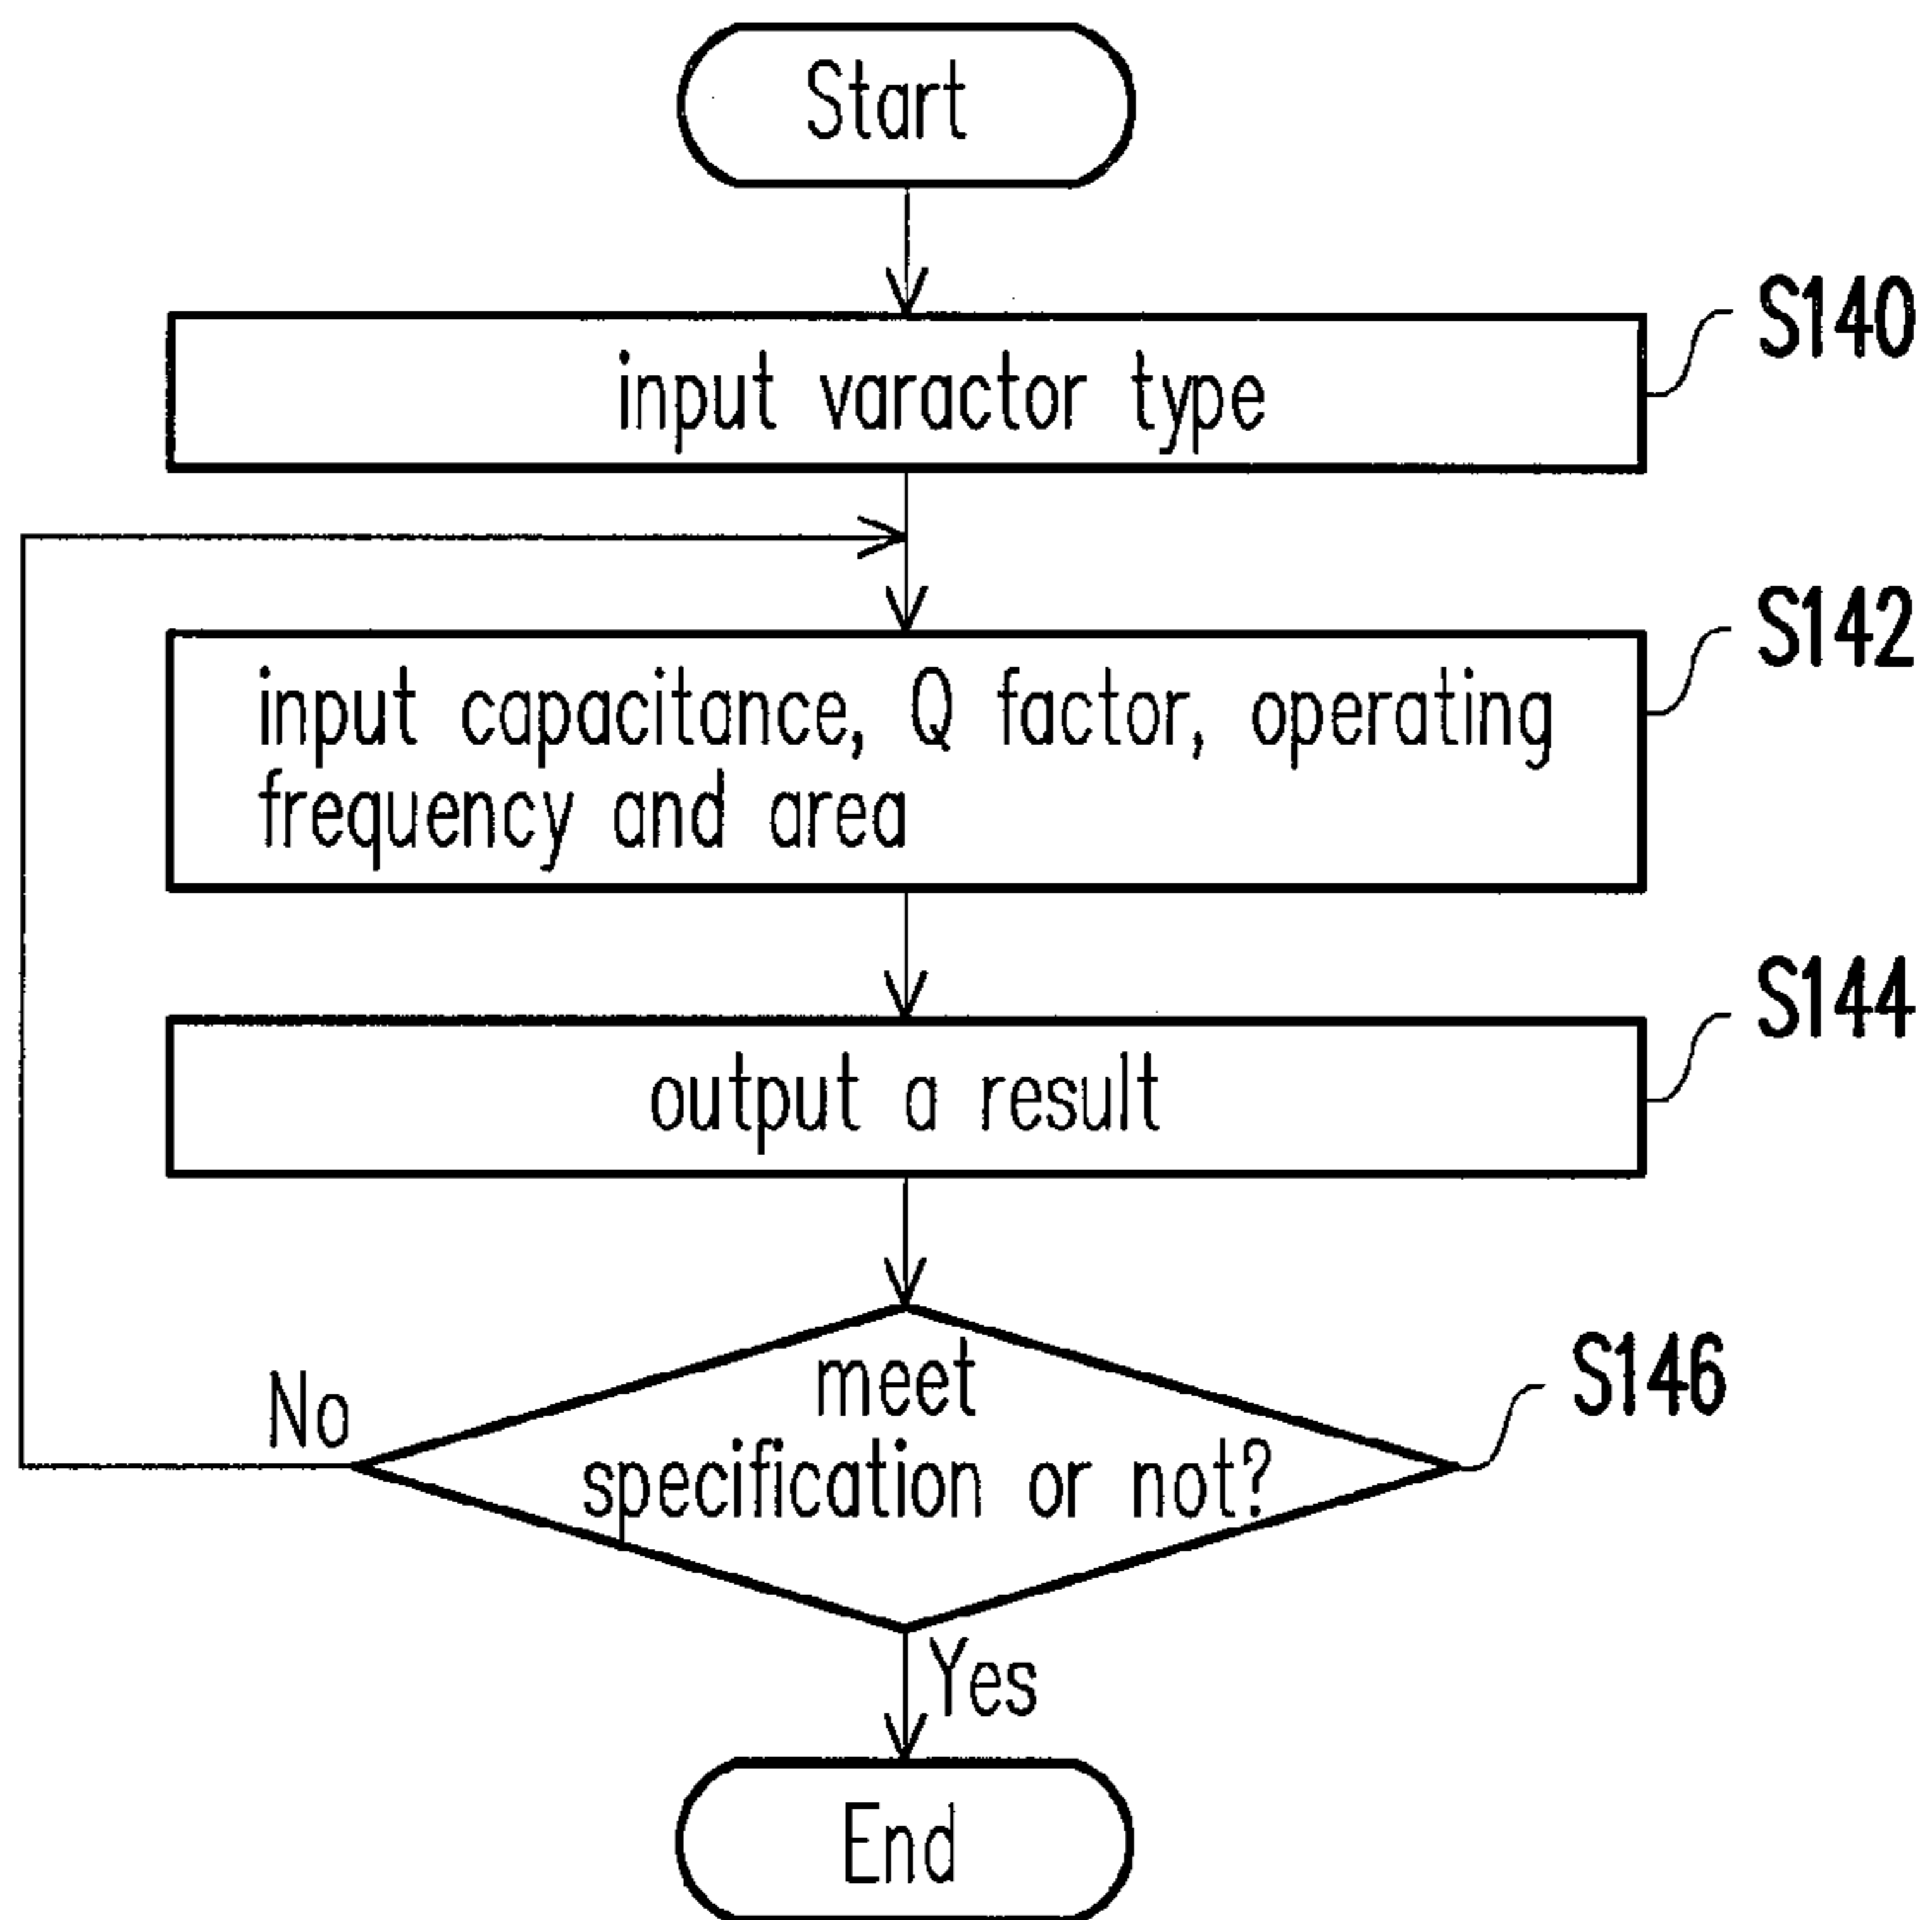 Start
S140
input varactor type
S142
input capacitance, Q factor, operating
frequency and area
S144
output a result
S146
meet
specification or not?
No
Yes
End